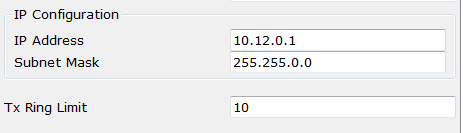 IP Configuration
IP Address 10.12.0.1
Subnet Mask 255.255.0.0
Tx Ring Limit 10